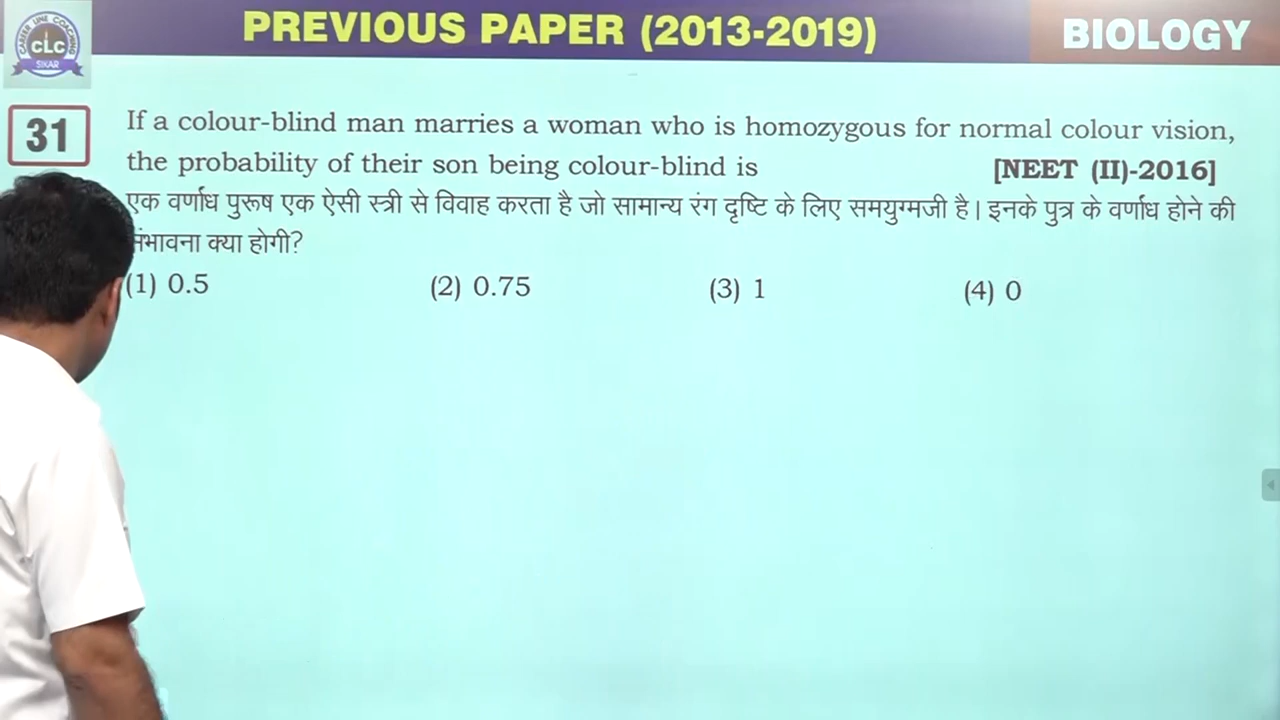 PREVIOUS PAPER (2013-2019)
BIOLOGY
CLC
SIKAR
31
If a colour-blind man marries a woman who is homozygous for normal colour vision,
the probability of their son being colour-blind is [NEET (II)-2016]
एक वर्णांध पुरूष एक ऐसी स्त्री से विवाह करता है जो सामान्य रंग दृष्टि के लिए समयुग्मजी है। इनके पुत्र के वर्णांध होने की
संभावना क्या होगी?
(1) 0.5 (2) 0.75 (3) 1 (4) 0